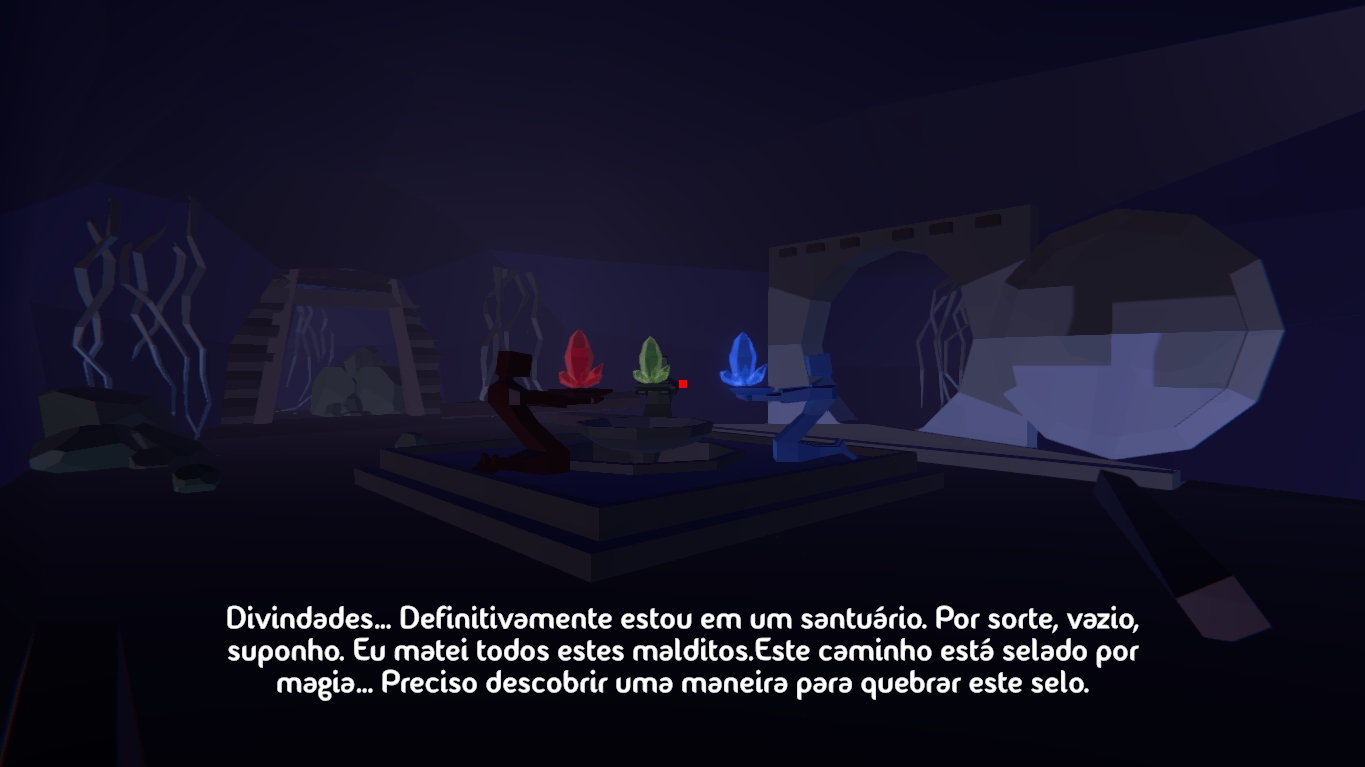 Divindades... Definitivamente estou em um santuário. Por sorte, vazio,
suponho. Eu matei todos estes malditos.Este caminho está selado por
magia... Preciso descobrir uma maneira para quebrar este selo.